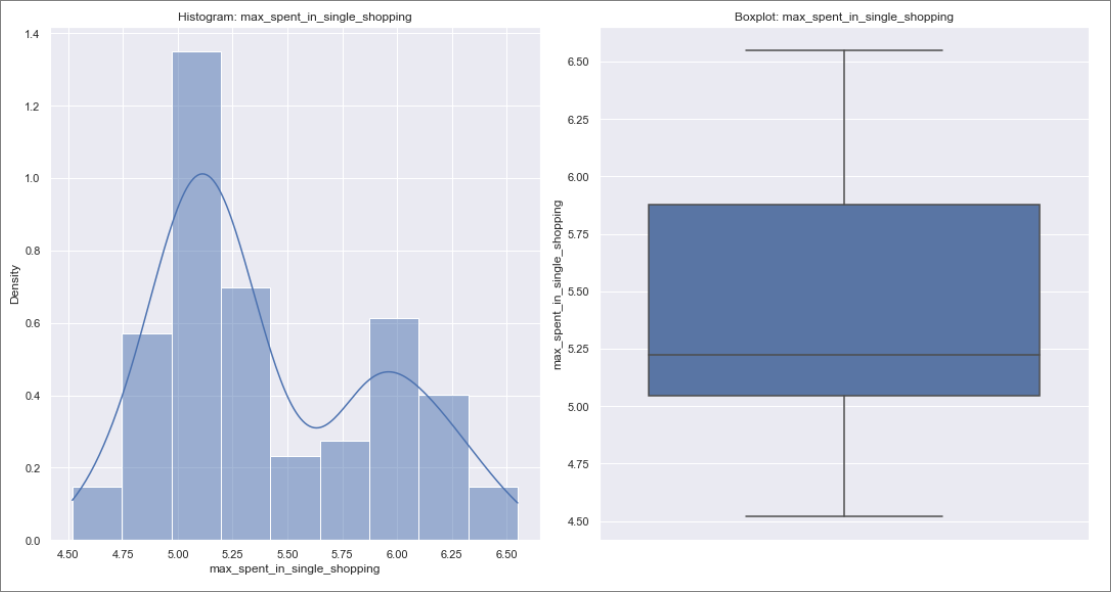 Histogram: max_spent_in_single_shopping
1.4
1.2
1.0
0.8
0.6
0.4
0.2
0.0
Density
4.50 4.75 5.00 5.25 5.50 5.75 6.00 6.25 6.50
max_spent_in_single_shopping
Boxplot: max_spent_in_single_shopping
6.50
6.25
6.00
5.75
5.50
5.25
5.00
4.75
4.50
max_spent_in_single_shopping